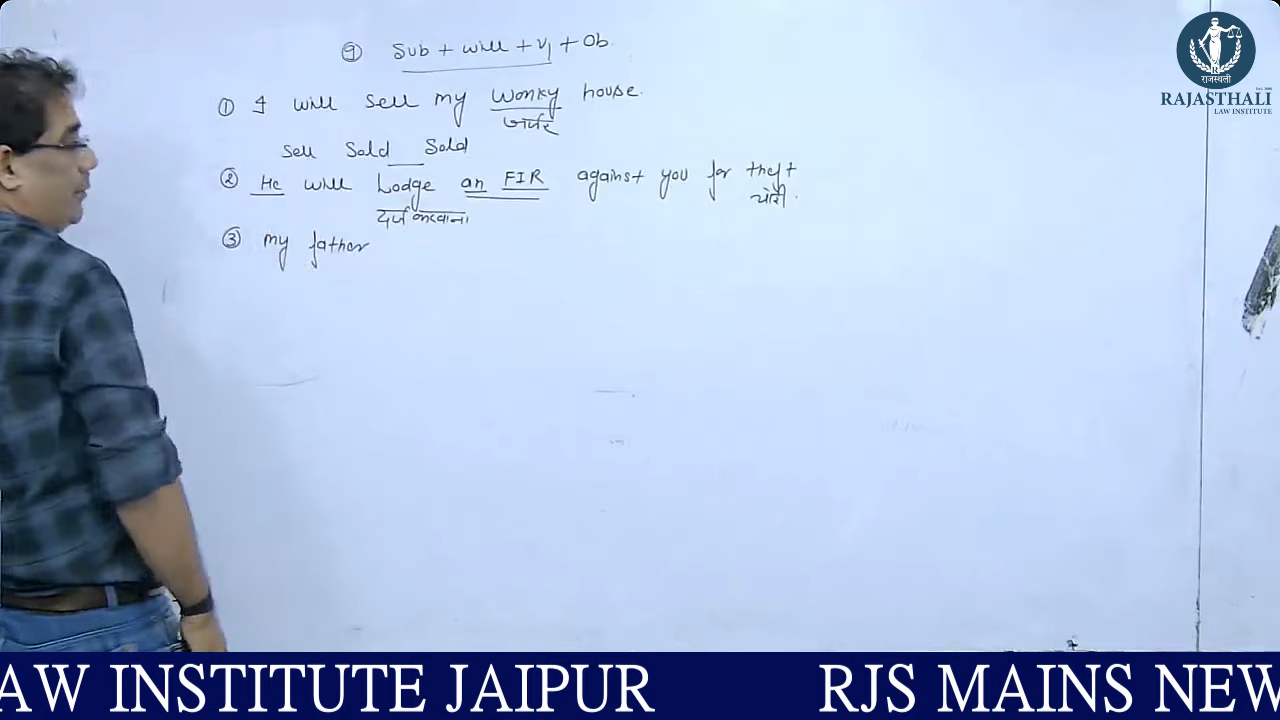 ⑨ Sub + will + V₁ + Ob.
① I will sell my wonky house.
जर्जर
sell sold sold
② He will Lodge an FIR against you for theft
दर्ज करवाना चोरी.
③ my father
राजस्थली
RAJASTHALI
LAW INSTITUTE
AW INSTITUTE JAIPUR RJS MAINS NEW